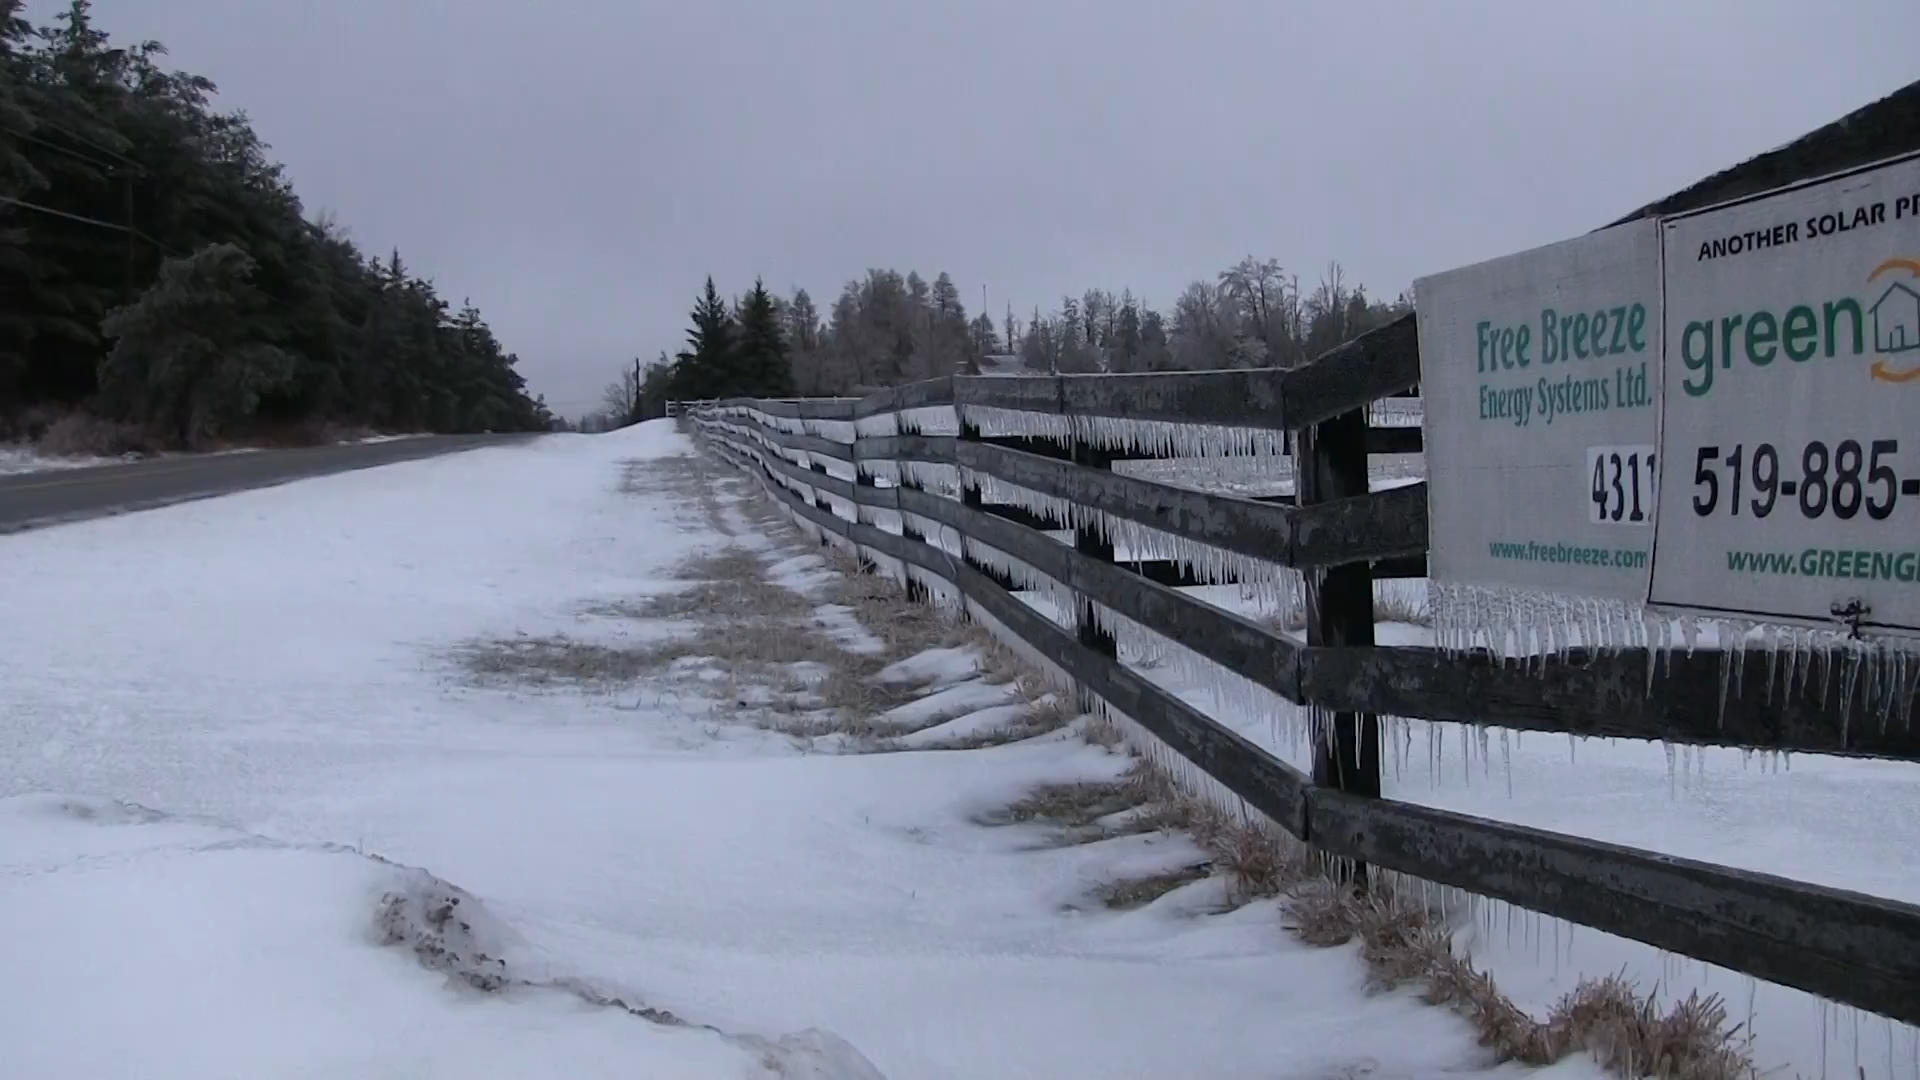 Free Breeze
Energy Systems Ltd.
4311
www.freebreeze.com
ANOTHER SOLAR PR
green
519-885-
www.GREENG